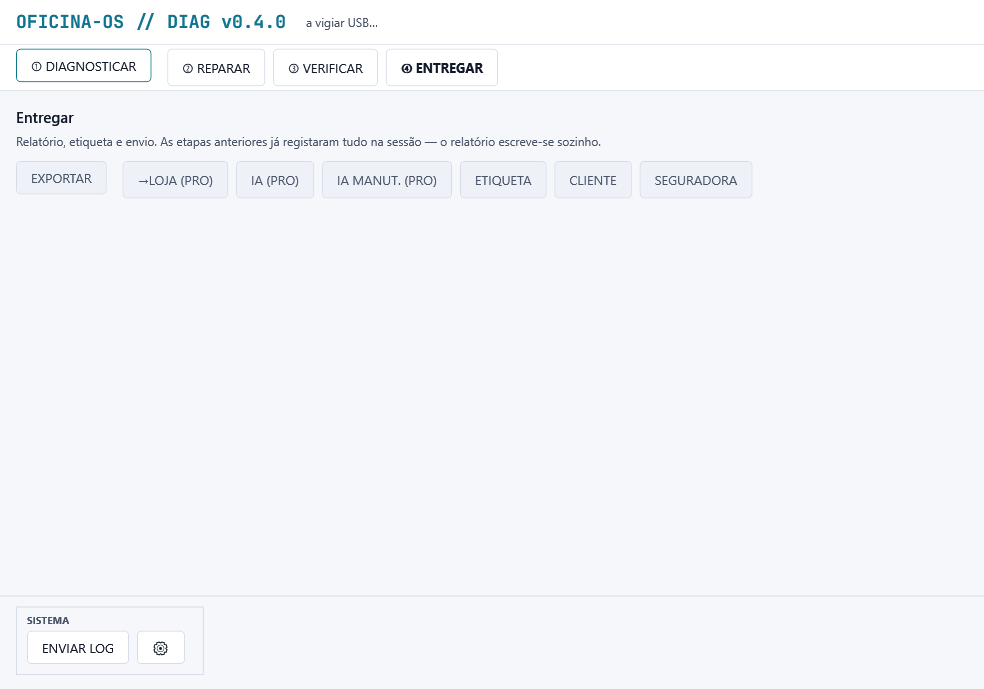 OFICINA-OS // DIAG v0.4.0 a vigiar USB...
① DIAGNOSTICAR ② REPARAR ③ VERIFICAR ④ ENTREGAR
Entregar
Relatório, etiqueta e envio. As etapas anteriores já registaram tudo na sessão — o relatório escreve-se sozinho.
EXPORTAR →LOJA (PRO) IA (PRO) IA MANUT. (PRO) ETIQUETA CLIENTE SEGURADORA
SISTEMA
ENVIAR LOG